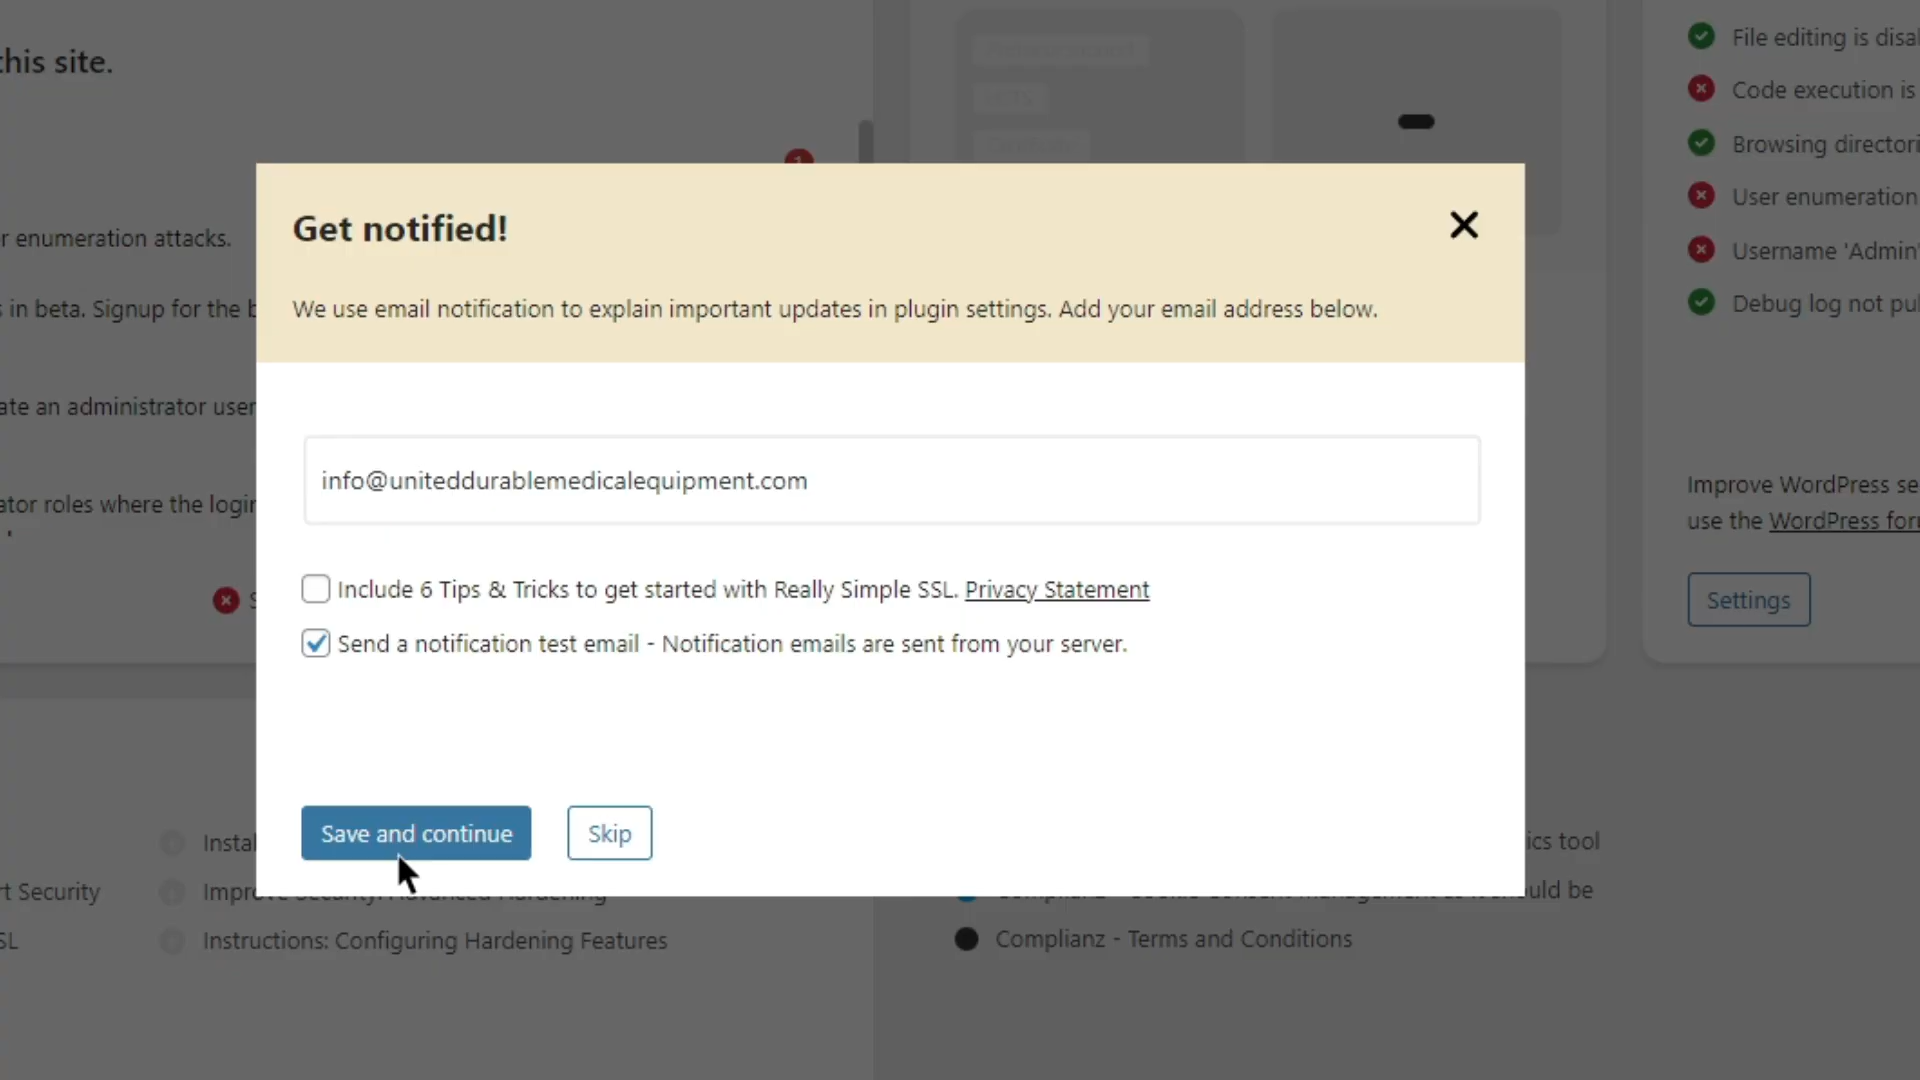 this site.
r enumeration attacks.
in beta. Signup for the b
ate an administrator user
ator roles where the login
Get notified!
We use email notification to explain important updates in plugin settings. Add your email address below.
info@uniteddurablemedicalequipment.com
Include 6 Tips & Tricks to get started with Really Simple SSL. Privacy Statement
Send a notification test email - Notification emails are sent from your server.
Save and continue
Skip
File editing is disa
Code execution is
Browsing directori
User enumeration
Username 'Admin'
Debug log not pu
Improve WordPress se
use the WordPress for
Settings
Instal
rt Security
SL
Instructions: Configuring Hardening Features
ics tool
uld be
Complianz - Terms and Conditions